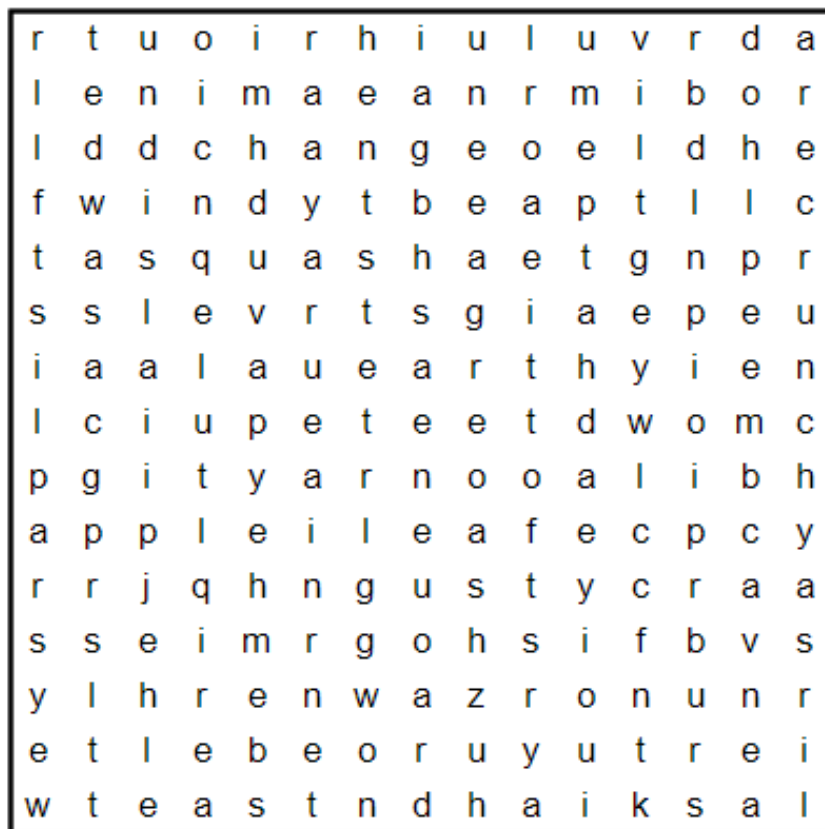 r t u o i r h i u l u v r d a
l e n i m a e a n r m i b o r
l d d c h a n g e o e l d h e
f w i n d y t b e a p t l l c
t a s q u a s h a e t g n p r
s s l e v r t s g i a e p e u
i a a l a u e a r t h y i e n
l c i u p e t e e t d w o m c
p g i t y a r n o o a l i b h
a p p l e i l e a f e c p c y
r r j q h n g u s t y c r a a
s s e i m r g o h s i f b v s
y l h r e n w a z r o n u n r
e t l e b e o r u y u t r e i
w t e a s t n d h a i k s a l